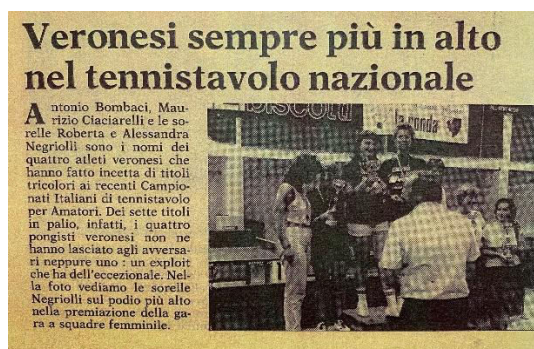 Veronesi sempre più in alto
nel tennistavolo nazionale
Antonio Bombaci, Mau-
rizio Ciaciarelli e le so-
relle Roberta e Alessandra
Negriolli sono i nomi dei
quattro atleti veronesi che
hanno fatto incetta di titoli
tricolori ai recenti Campio-
nati Italiani di tennistavolo
per Amatori. Dei sette titoli
in palio, infatti, i quattro
pongisti veronesi non ne
hanno lasciato agli avversa-
ri neppure uno : un exploit
che ha dell'eccezionale. Nel-
la foto vediamo le sorelle
Negriolli sul podio più alto
nella premiazione della ga-
ra a squadre femminile.
biscotti
la ronda